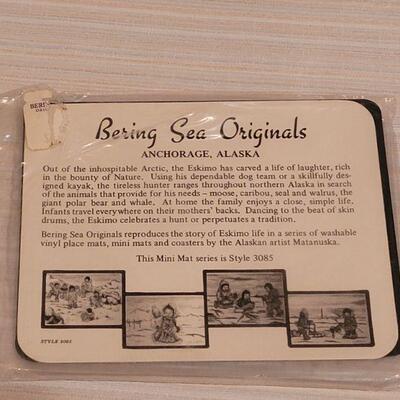 Bering Sea Originals
ANCHORAGE, ALASKA
Out of the inhospitable Arctic, the Eskimo has carved a life of laughter, rich
in the bounty of Nature. Using his dependable dog team or a skillfully des-
igned kayak, the tireless hunter ranges throughout northern Alaska in search
of the animals that provide for his needs – moose, caribou, seal and walrus, the
giant polar bear and whale. At home the family enjoys a close, simple life.
Infants travel everywhere on their mothers' backs. Dancing to the beat of skin
drums, the Eskimo celebrates a hunt or perpetuates a tradition.
Bering Sea Originals reproduces the story of Eskimo life in a series of washable
vinyl place mats, mini mats and coasters by the Alaskan artist Matanuska.
This Mini Mat series is Style 3085
STYLE 3085